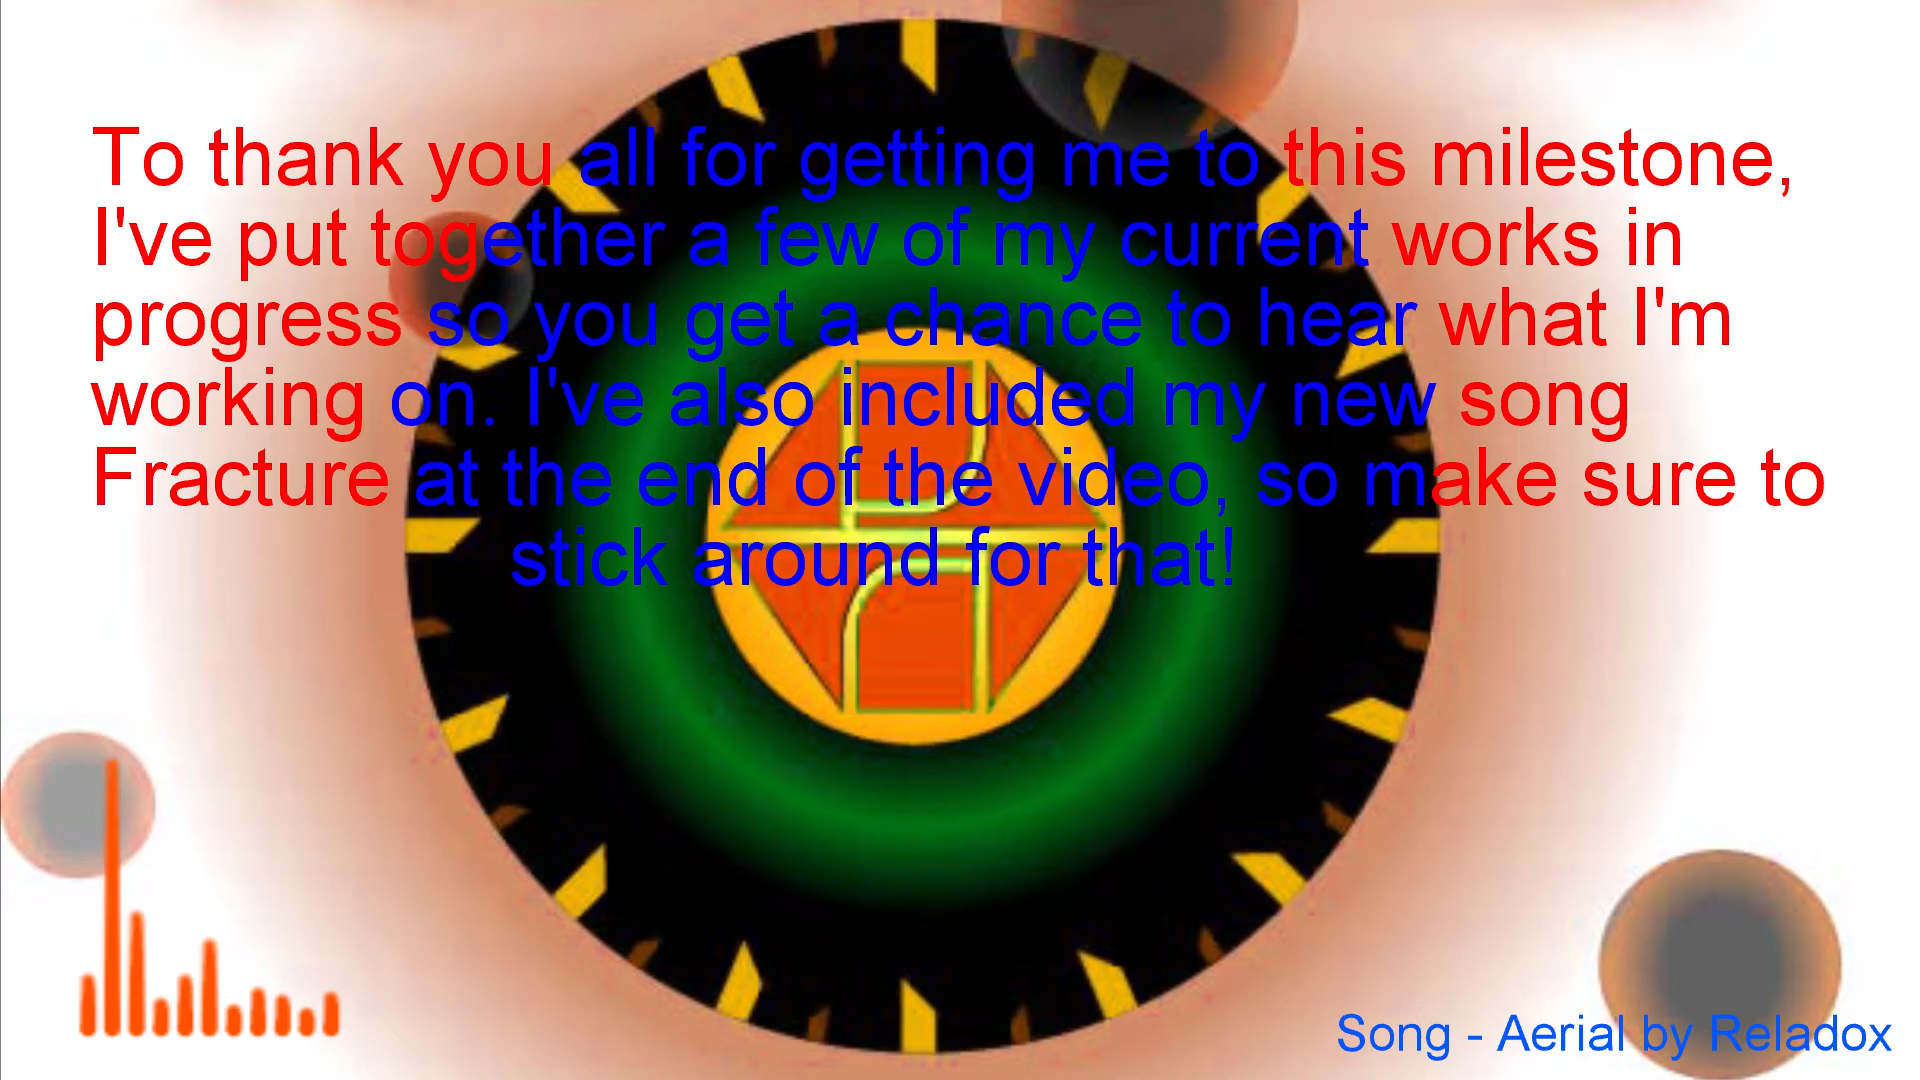 To thank you all for getting me to this milestone,
I've put together a few of my current works in
progress so you get a chance to hear what I'm
working on. I've also included my new song
Fracture at the end of the video, so make sure to
stick around for that!
Song - Aerial by Reladox